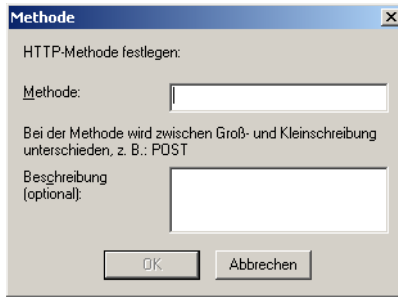 Methode
HTTP-Methode festlegen:
Methode:
Bei der Methode wird zwischen Groß- und Kleinschreibung
unterschieden, z. B.: POST
Beschreibung
(optional):
OK
Abbrechen